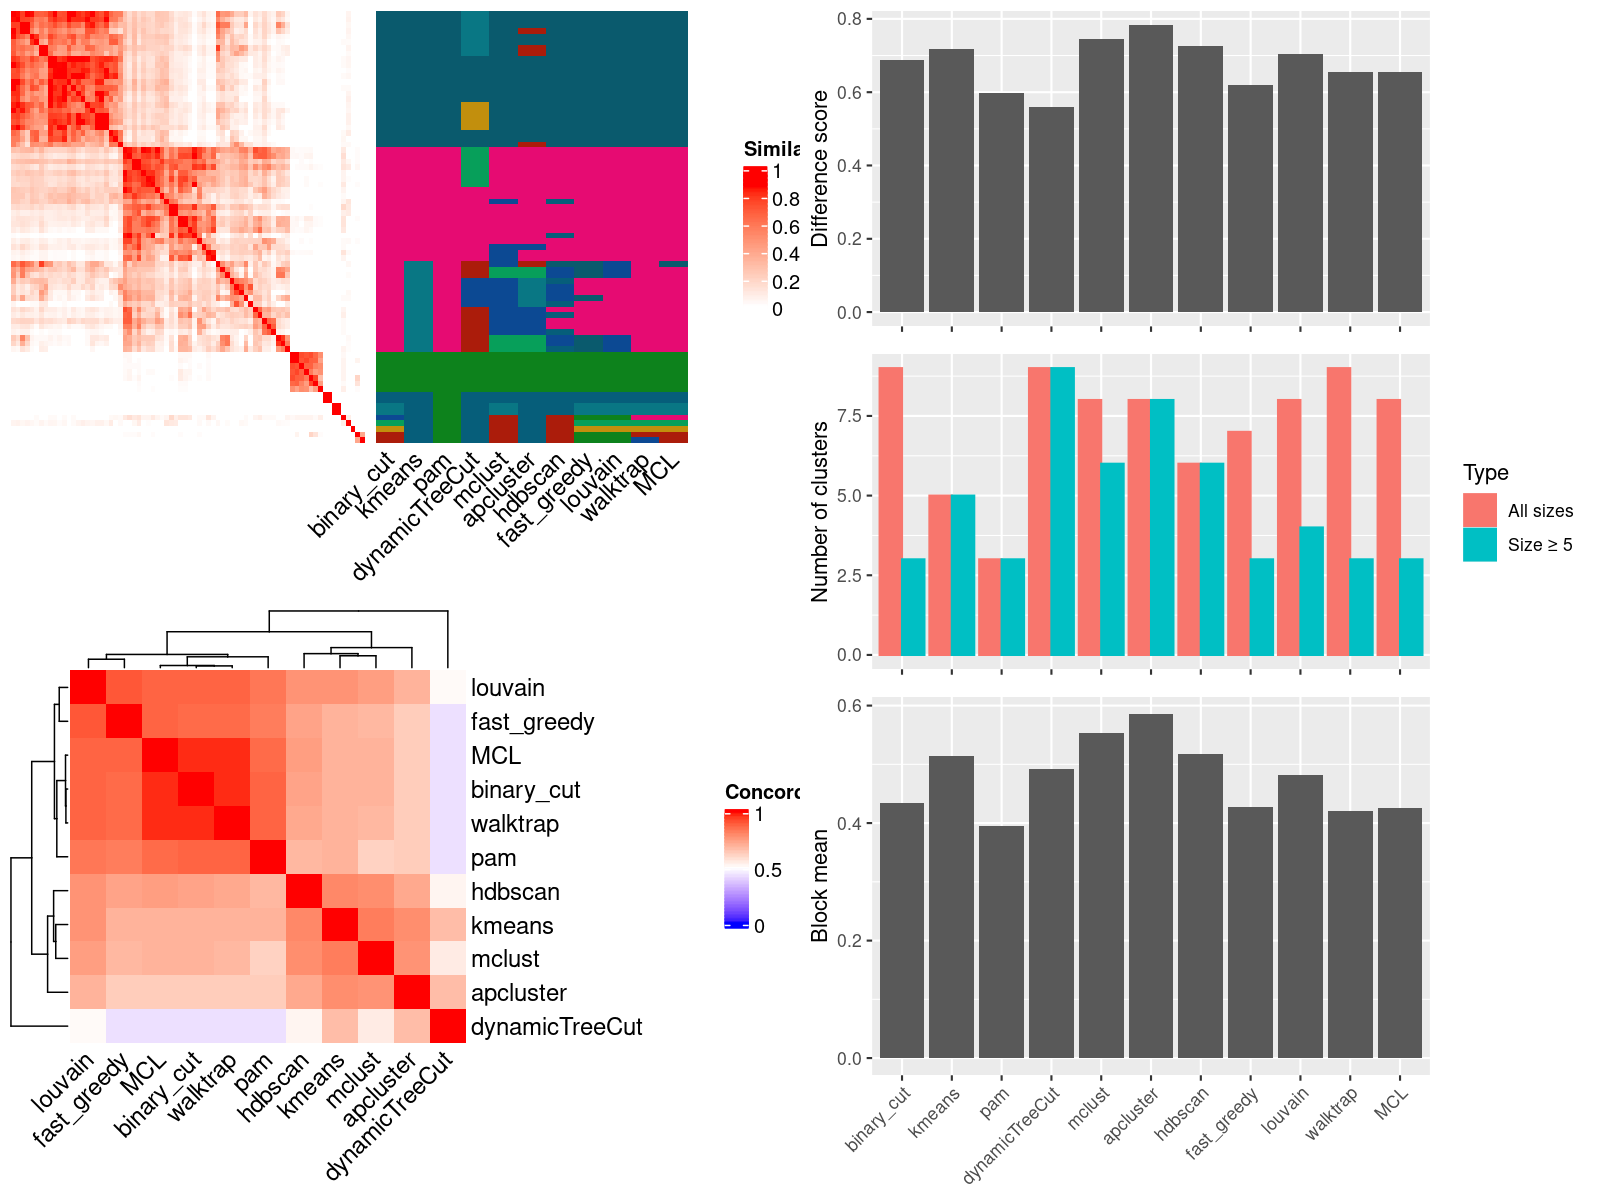 Simila
1
0.8
0.6
0.4
0.2
0
binary_cut
kmeans
pam
dynamicTreeCut
mclust
apcluster
hdbscan
fast_greedy
louvain
walktrap
MCL
louvain
fast_greedy
MCL
binary_cut
walktrap
pam
hdbscan
kmeans
mclust
apcluster
dynamicTreeCut
louvain
fast_greedy
MCL
binary_cut
walktrap
pam
hdbscan
kmeans
mclust
apcluster
dynamicTreeCut
Concord
1
0.5
0
Difference score
0.8
0.6
0.4
0.2
0.0
Number of clusters
7.5
5.0
2.5
0.0
Type
All sizes
Size ≥ 5
Block mean
0.6
0.4
0.2
0.0
binary_cut
kmeans
pam
dynamicTreeCut
mclust
apcluster
hdbscan
fast_greedy
louvain
walktrap
MCL